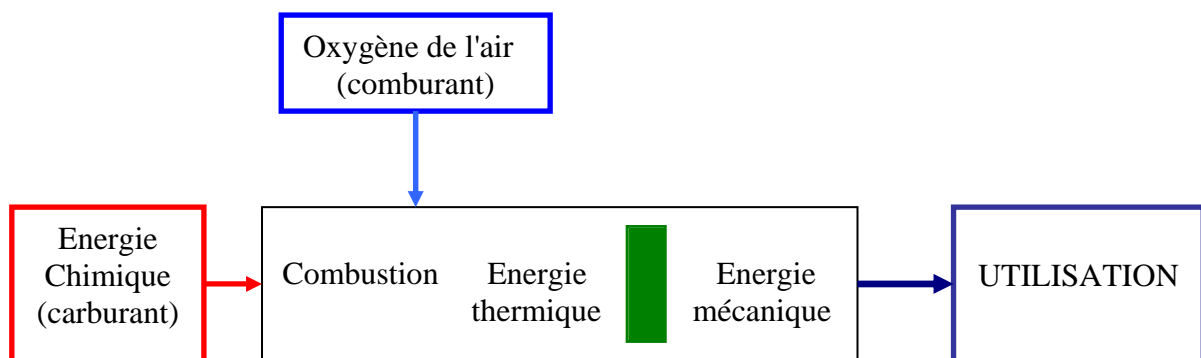 Oxygène de l'air
(comburant)
Energie
Chimique
(carburant)
Combustion
Energie
thermique
Energie
mécanique
UTILISATION